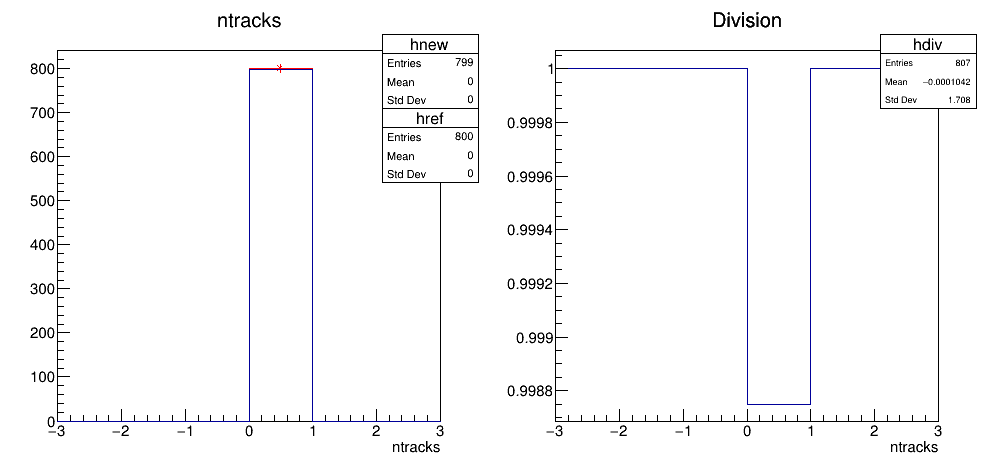 ntracks
hnew
Entries 799
Mean 0
Std Dev 0
href
Entries 800
Mean 0
Std Dev 0
800
700
600
500
400
300
200
100
0
−3 −2 −1 0 1 2 3
ntracks
Division
hdiv
Entries 807
Mean −0.0001042
Std Dev 1.708
1
0.9998
0.9996
0.9994
0.9992
0.999
0.9988
−3 −2 −1 0 1 2 3
ntracks